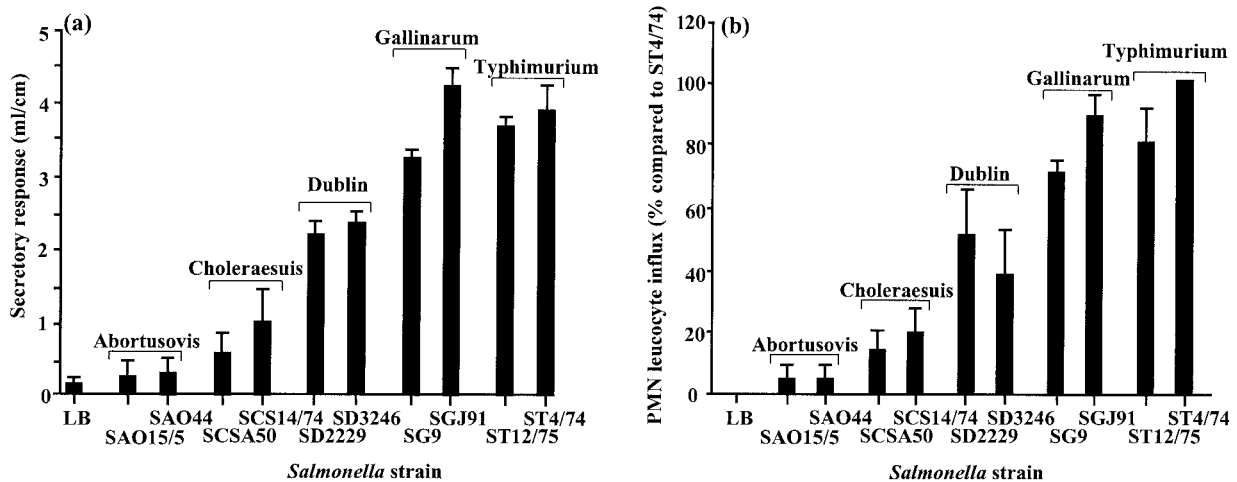 (a)
Secretory response (ml/cm)
5
4
3
2
1
0
Abortusovis
Choleraesuis
Dublin
Gallinarum
Typhimurium
LB
SAO44
SCS14/74
SD3246
SGJ91
ST4/74
SAO15/5
SCSA50
SD2229
SG9
ST12/75
Salmonella strain
(b)
PMN leucocyte influx (% compared to ST4/74)
120
100
80
60
40
20
0
Abortusovis
Choleraesuis
Dublin
Gallinarum
Typhimurium
LB
SAO44
SCS14/74
SD3246
SGJ91
ST4/74
SAO15/5
SCSA50
SD2229
SG9
ST12/75
Salmonella strain